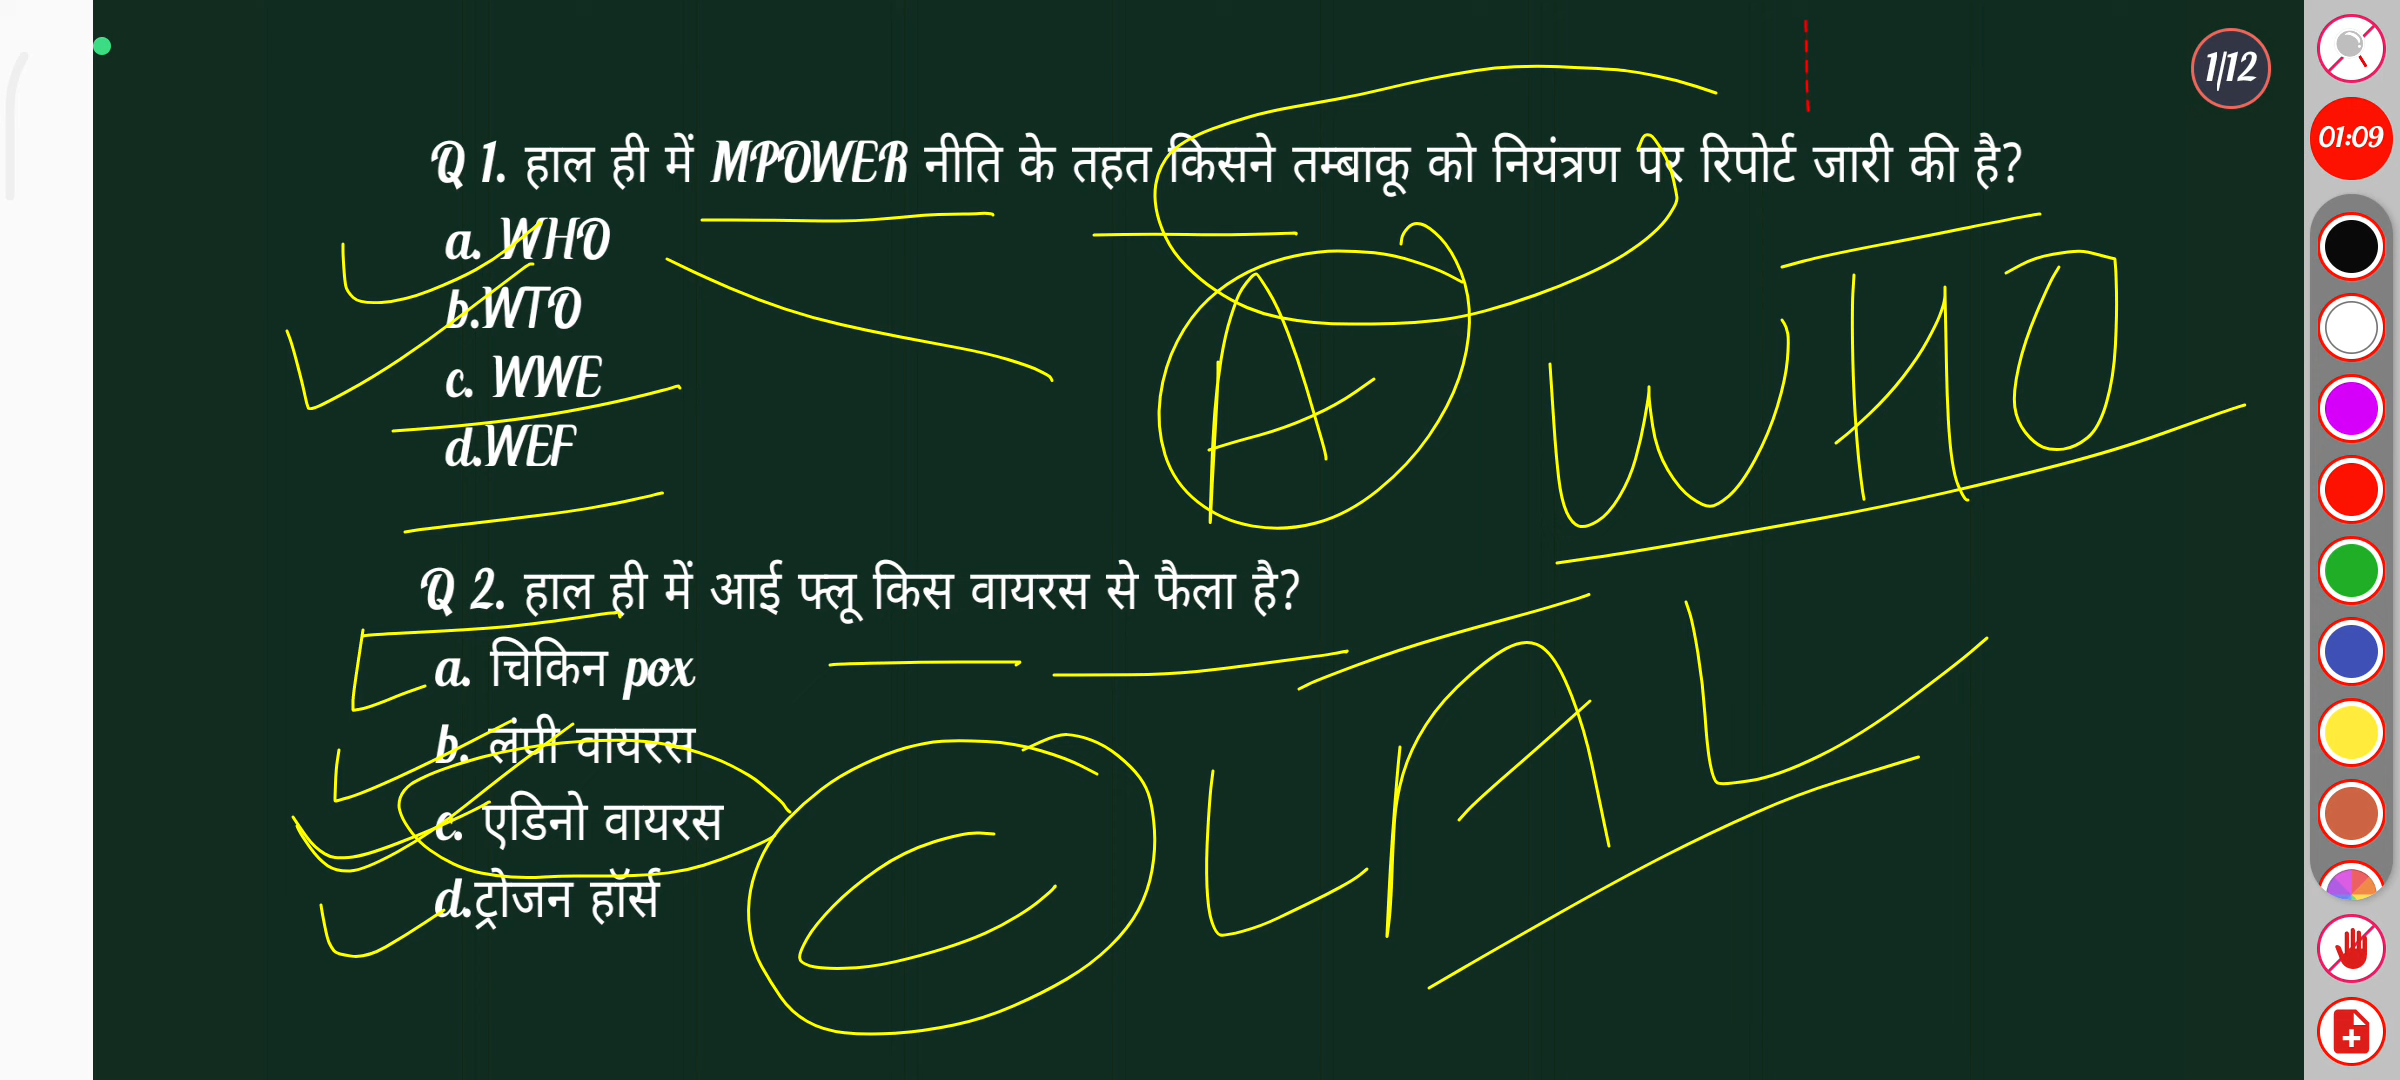 1/12
01:09
Q 1. हाल ही में MPOWER नीति के तहत किसने तम्बाकू को नियंत्रण पर रिपोर्ट जारी की है?
a. WHO
b.WTO
c. WWE
d.WEF
A WHO
Q 2. हाल ही में आई फ्लू किस वायरस से फैला है?
a. चिकिन pox
b. लंपी वायरस
c. एडिनो वायरस
d.ट्रोजन हॉर्स